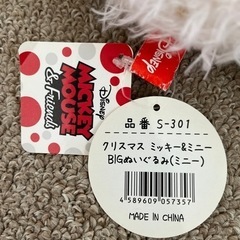 Disney
MICKEY
MOUSE
& friends
Disney
品番 S-301
クリスマス ミッキー&ミニー
BIGぬいぐるみ(ミニー)
4589609057357
MADE IN CHINA